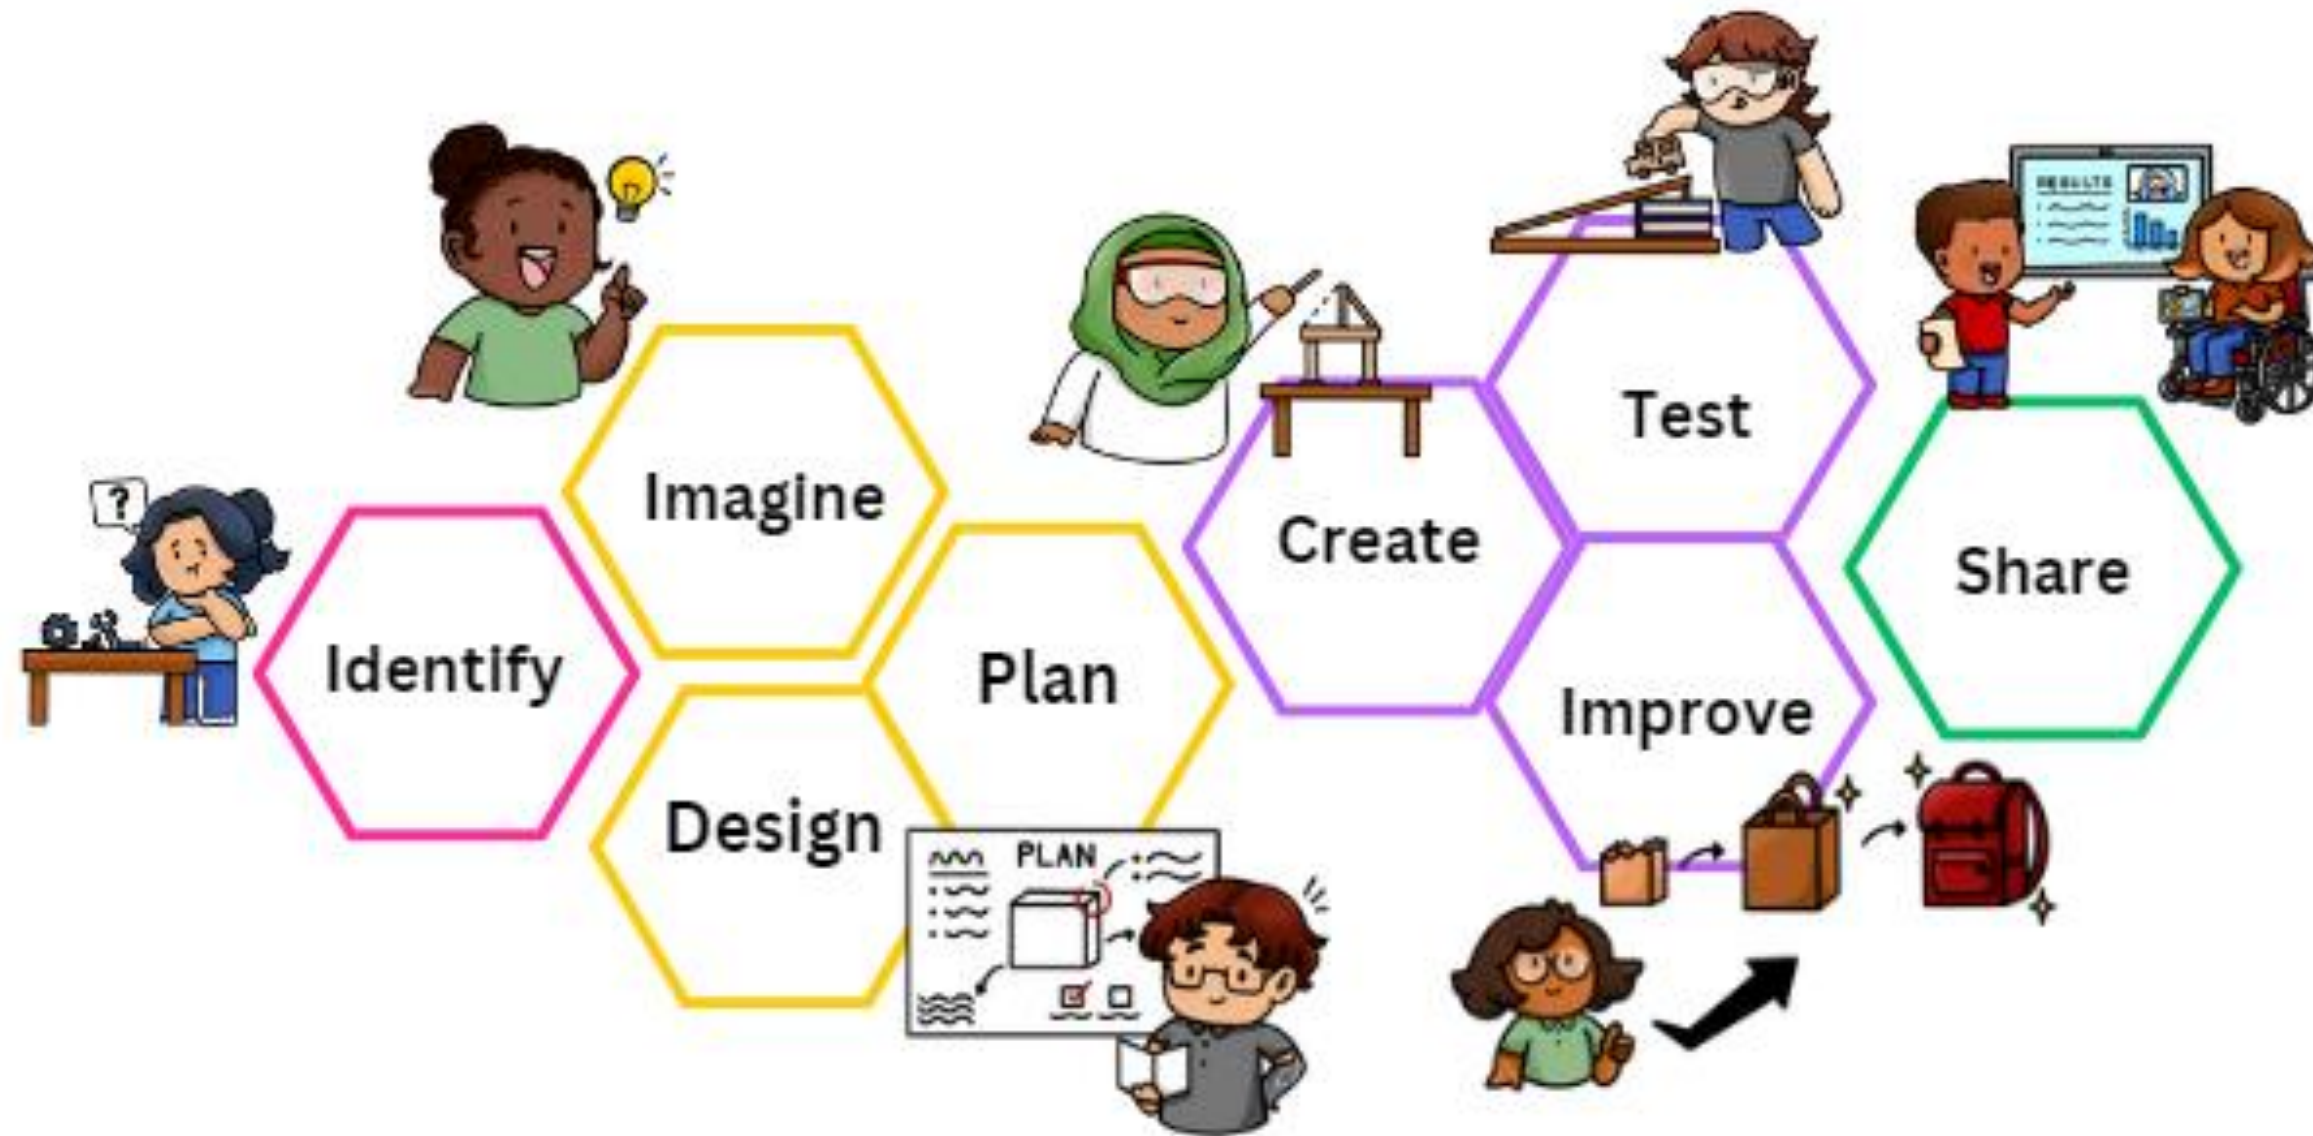 ?
Identify
Imagine
Design
Plan
PLAN
Create
Test
Improve
RESULTS
Share